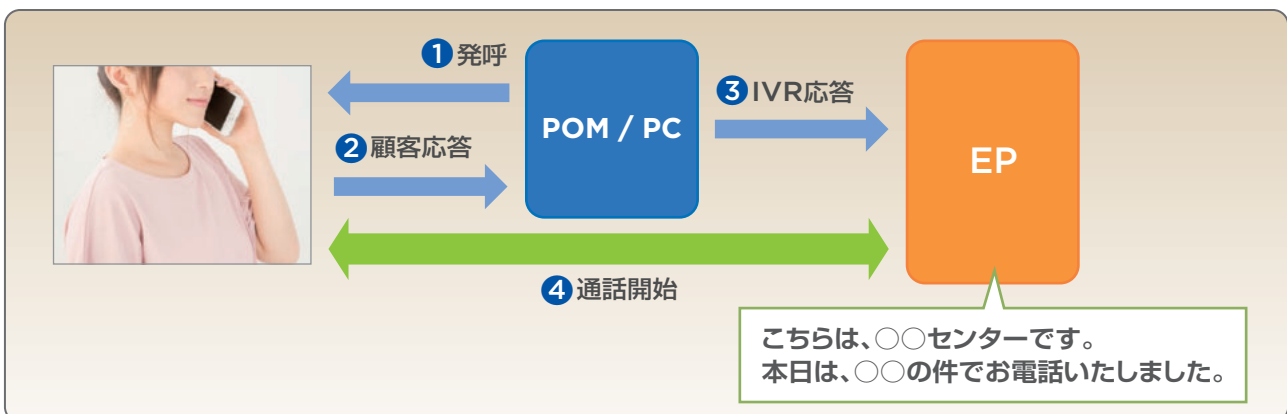 ❶発呼
POM / PC
❸IVR応答
❷顧客応答
EP
❹通話開始
こちらは、○○センターです。
本日は、○○の件でお電話いたしました。